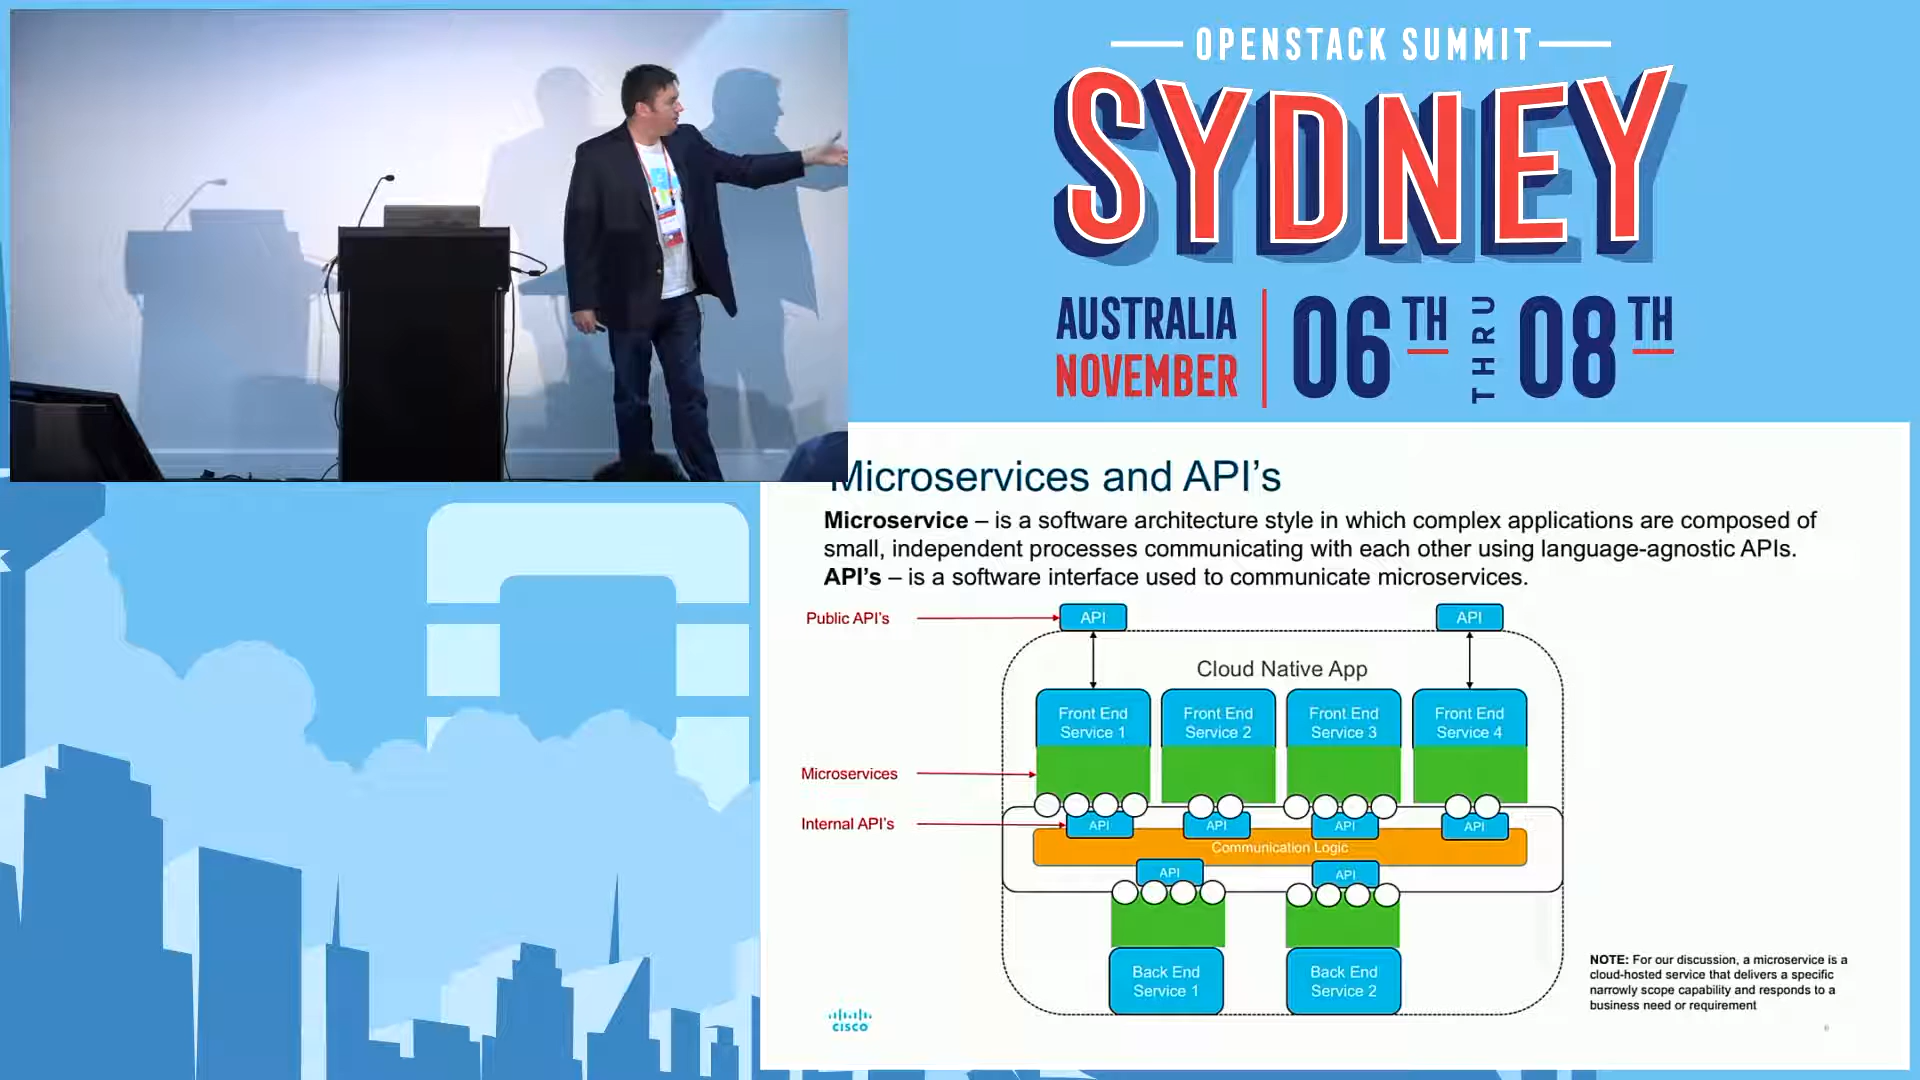 OPENSTACK SUMMIT
SYDNEY
AUSTRALIA
NOVEMBER
06TH THRU 08TH
Microservices and API's
Microservice – is a software architecture style in which complex applications are composed of
small, independent processes communicating with each other using language-agnostic APIs.
API's – is a software interface used to communicate microservices.
Public API's
API
API
Cloud Native App
Front End
Service 1
Front End
Service 2
Front End
Service 3
Front End
Service 4
Microservices
Internal API's
API
API
API
API
Communication Logic
API
API
Back End
Service 1
Back End
Service 2
NOTE: For our discussion, a microservice is a
cloud-hosted service that delivers a specific
narrowly scope capability and responds to a
business need or requirement
CISCO